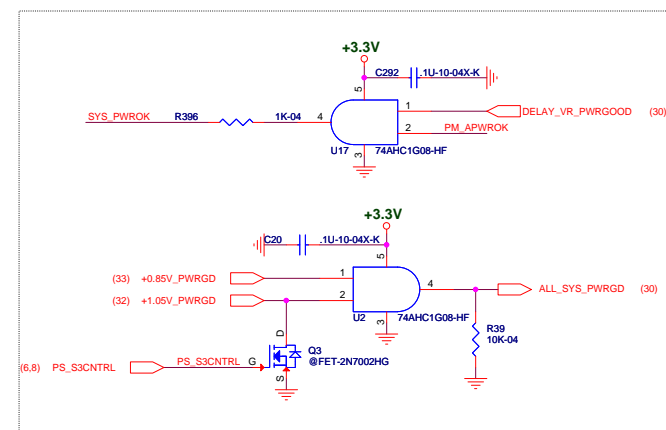 +3.3V
C292 .1U-10-04X-K
5
SYS_PWROK R396 1K-04 4 1 DELAY_VR_PWRGOOD (30)
2 PM_APWROK
U17 3 74AHC1G08-HF
+3.3V
C20 .1U-10-04X-K
5
(33) +0.85V_PWRGD 1
4 ALL_SYS_PWRGD (30)
(32) +1.05V_PWRGD 2
U2 3 74AHC1G08-HF
R39
10K-04
D
Q3
@FET-2N7002HG
(6,8) PS_S3CNTRL PS_S3CNTRL G
S